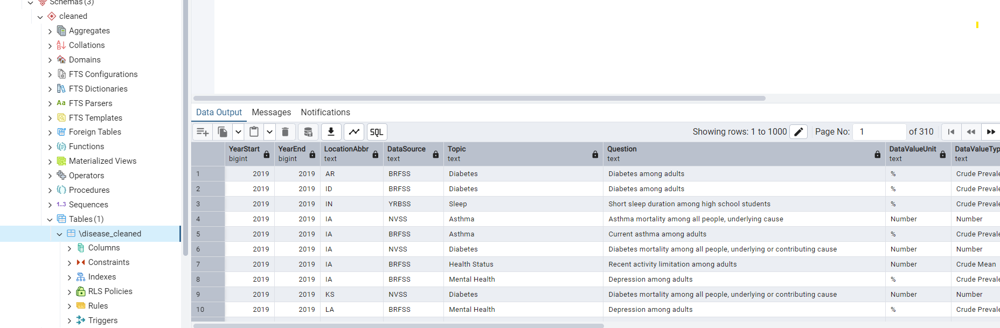 Schemas (3)
cleaned
Aggregates
Collations
Domains
FTS Configurations
FTS Dictionaries
Aa FTS Parsers
FTS Templates
Foreign Tables
Functions
Materialized Views
Operators
Procedures
1..3 Sequences
Tables (1)
\disease_cleaned
Columns
Constraints
Indexes
RLS Policies
Rules
Triggers
Data Output Messages Notifications
SQL Showing rows: 1 to 1000 Page No: 1 of 310
YearStart YearEnd LocationAbbr DataSource Topic Question DataValueUnit DataValueTyp
bigint bigint text text text text text text
1 2019 2019 AR BRFSS Diabetes Diabetes among adults % Crude Prevale
2 2019 2019 ID BRFSS Diabetes Diabetes among adults % Crude Prevale
3 2019 2019 IN YRBSS Sleep Short sleep duration among high school students % Crude Prevale
4 2019 2019 IA NVSS Asthma Asthma mortality among all people, underlying cause Number Number
5 2019 2019 IA BRFSS Asthma Current asthma among adults % Crude Prevale
6 2019 2019 IA NVSS Diabetes Diabetes mortality among all people, underlying or contributing cause Number Number
7 2019 2019 IA BRFSS Health Status Recent activity limitation among adults Number Crude Mean
8 2019 2019 IA BRFSS Mental Health Depression among adults % Crude Prevale
9 2019 2019 KS NVSS Diabetes Diabetes mortality among all people, underlying or contributing cause Number Number
10 2019 2019 LA BRFSS Mental Health Depression among adults % Crude Prevale